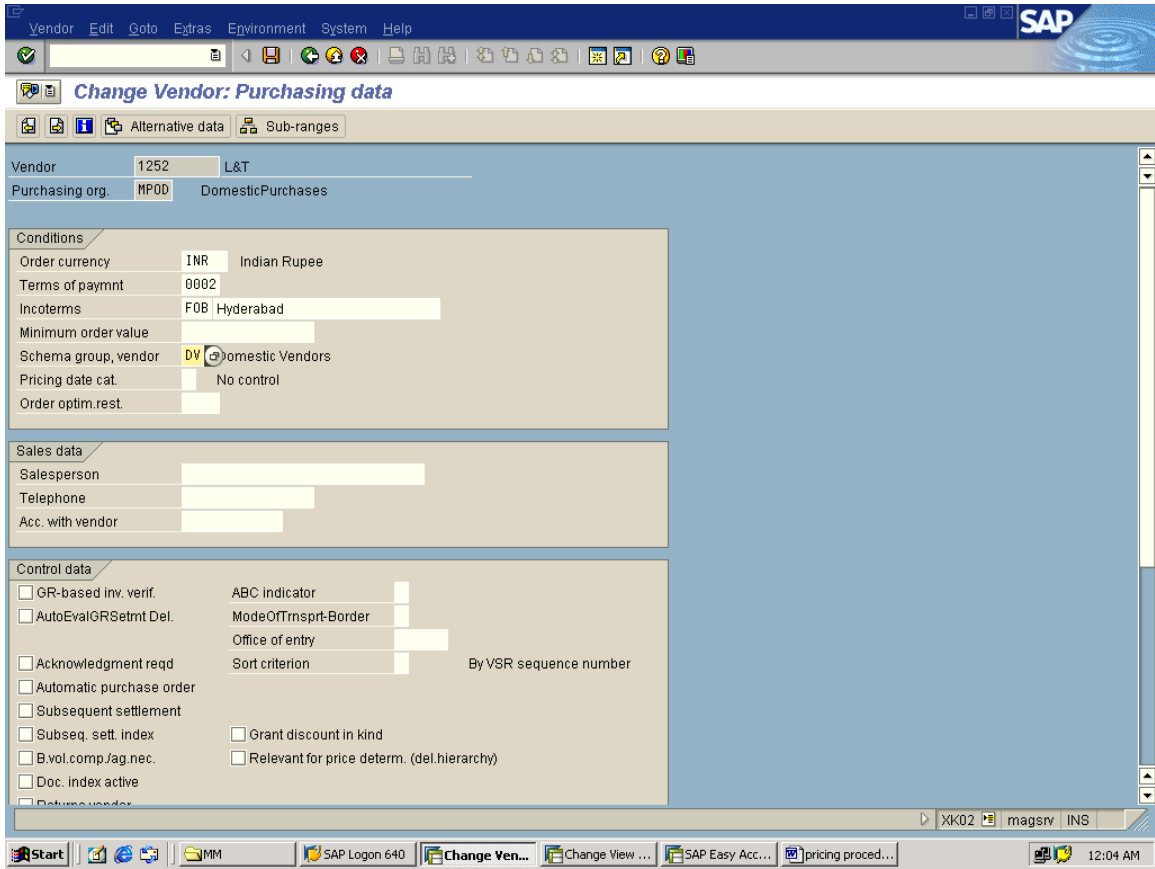 Vendor Edit Goto Extras Environment System Help
SAP
Change Vendor: Purchasing data
Alternative data Sub-ranges
Vendor 1252 L&T
Purchasing org. MPOD DomesticPurchases
Conditions
Order currency INR Indian Rupee
Terms of paymnt 0002
Incoterms FOB Hyderabad
Minimum order value
Schema group, vendor DV Domestic Vendors
Pricing date cat. No control
Order optim.rest.
Sales data
Salesperson
Telephone
Acc. with vendor
Control data
GR-based inv. verif. ABC indicator
AutoEvalGRSetmt Del. ModeOfTrnsprt-Border
Office of entry
Acknowledgment reqd Sort criterion By VSR sequence number
Automatic purchase order
Subsequent settlement
Subseq. sett. index Grant discount in kind
B.vol.comp./ag.nec. Relevant for price determ. (del.hierarchy)
Doc. index active
Returns vendor
XK02 magsrv INS
Start MM SAP Logon 640 Change Ven... Change View ... SAP Easy Acc... pricing proced... 12:04 AM